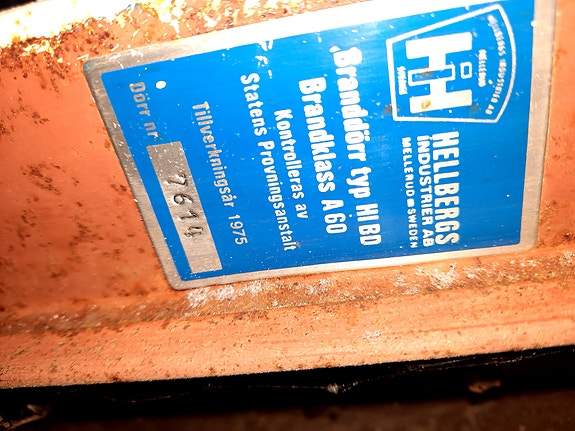 HELLBERGS
INDUSTRIER AB
MELLERUD SWEDEN
Branddörr typ HIBD
Brandklass A 60
Kontrolleras av
Statens Provningsanstalt
Tillverkningsår 1975
Dörr nr 7614